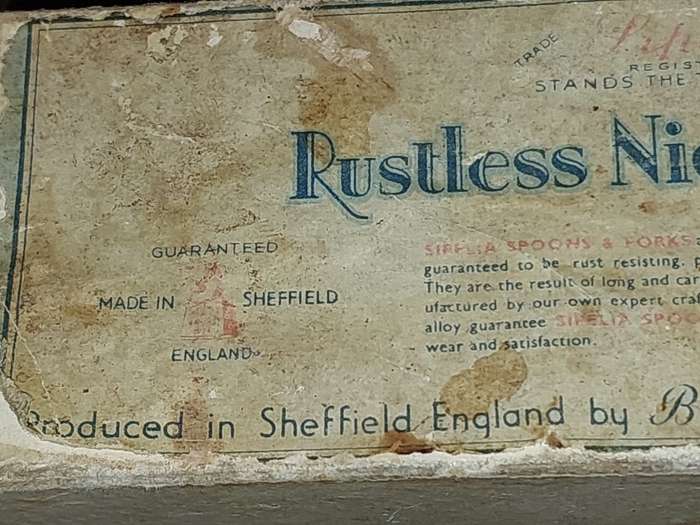 TRADE
REGIST
STANDS THE
Rustless Nic
GUARANTEED
MADE IN SHEFFIELD
ENGLAND
SIPELIA SPOONS & FORKS
guaranteed to be rust resisting.
They are the result of long and car
ufactured by our own expert craf
alloy guarantee SIPELIA SPOO
wear and satisfaction.
Produced in Sheffield England by B